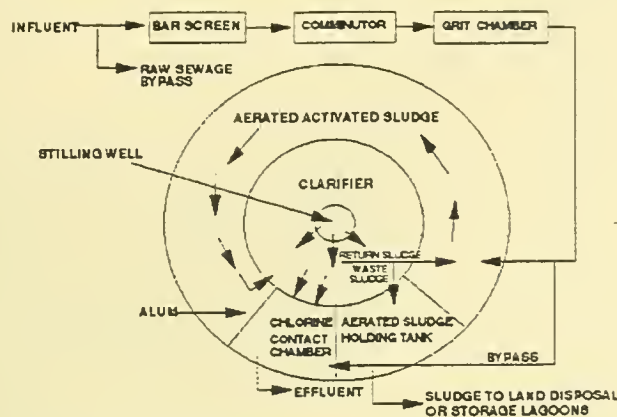 INFLUENT
BAR SCREEN
COMMINUTOR
GRIT CHAMBER
RAW SEWAGE
BYPASS
AERATED ACTIVATED SLUDGE
STILLING WELL
CLARIFIER
RETURN SLUDGE
WASTE
SLUDGE
ALUM
CHLORINE
CONTACT
CHAMBER
AERATED SLUDGE
HOLDING TANK
BYPASS
EFFLUENT
SLUDGE TO LAND DISPOSAL
OR STORAGE LAGOONS